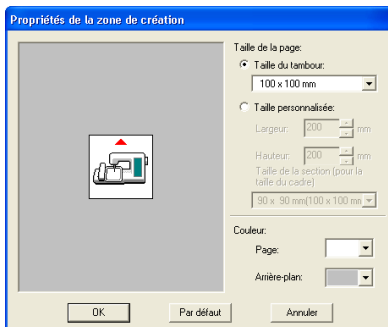 Propriétés de la zone de création
Taille de la page:
Taille du tambour:
100 x 100 mm
Taille personnalisée:
Largeur: 200 mm
Hauteur: 200 mm
Taille de la section (pour la
taille du cadre)
90 x 90 mm(100 x 100 mn
Couleur:
Page:
Arrière-plan:
OK Par défaut Annuler